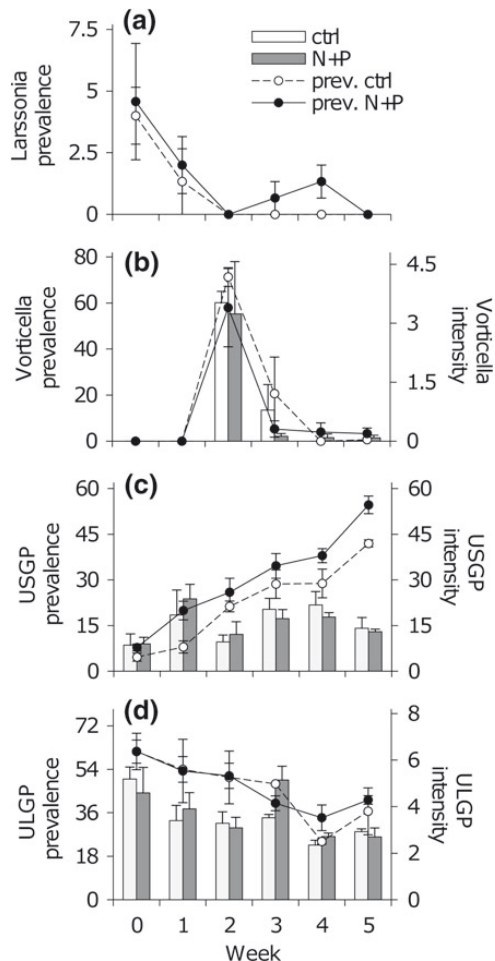 (a)
ctrl
N+P
prev. ctrl
prev. N+P
Larssonia
prevalence
7.5
5
2.5
0
(b)
Vorticella
prevalence
80
60
40
20
0
4.5
3
1.5
0
Vorticella
intensity
(c)
USGP
prevalence
60
45
30
15
0
60
45
30
15
0
USGP
intensity
(d)
ULGP
prevalence
72
54
36
18
0
8
6
4
2
0
ULGP
intensity
0 1 2 3 4 5
Week